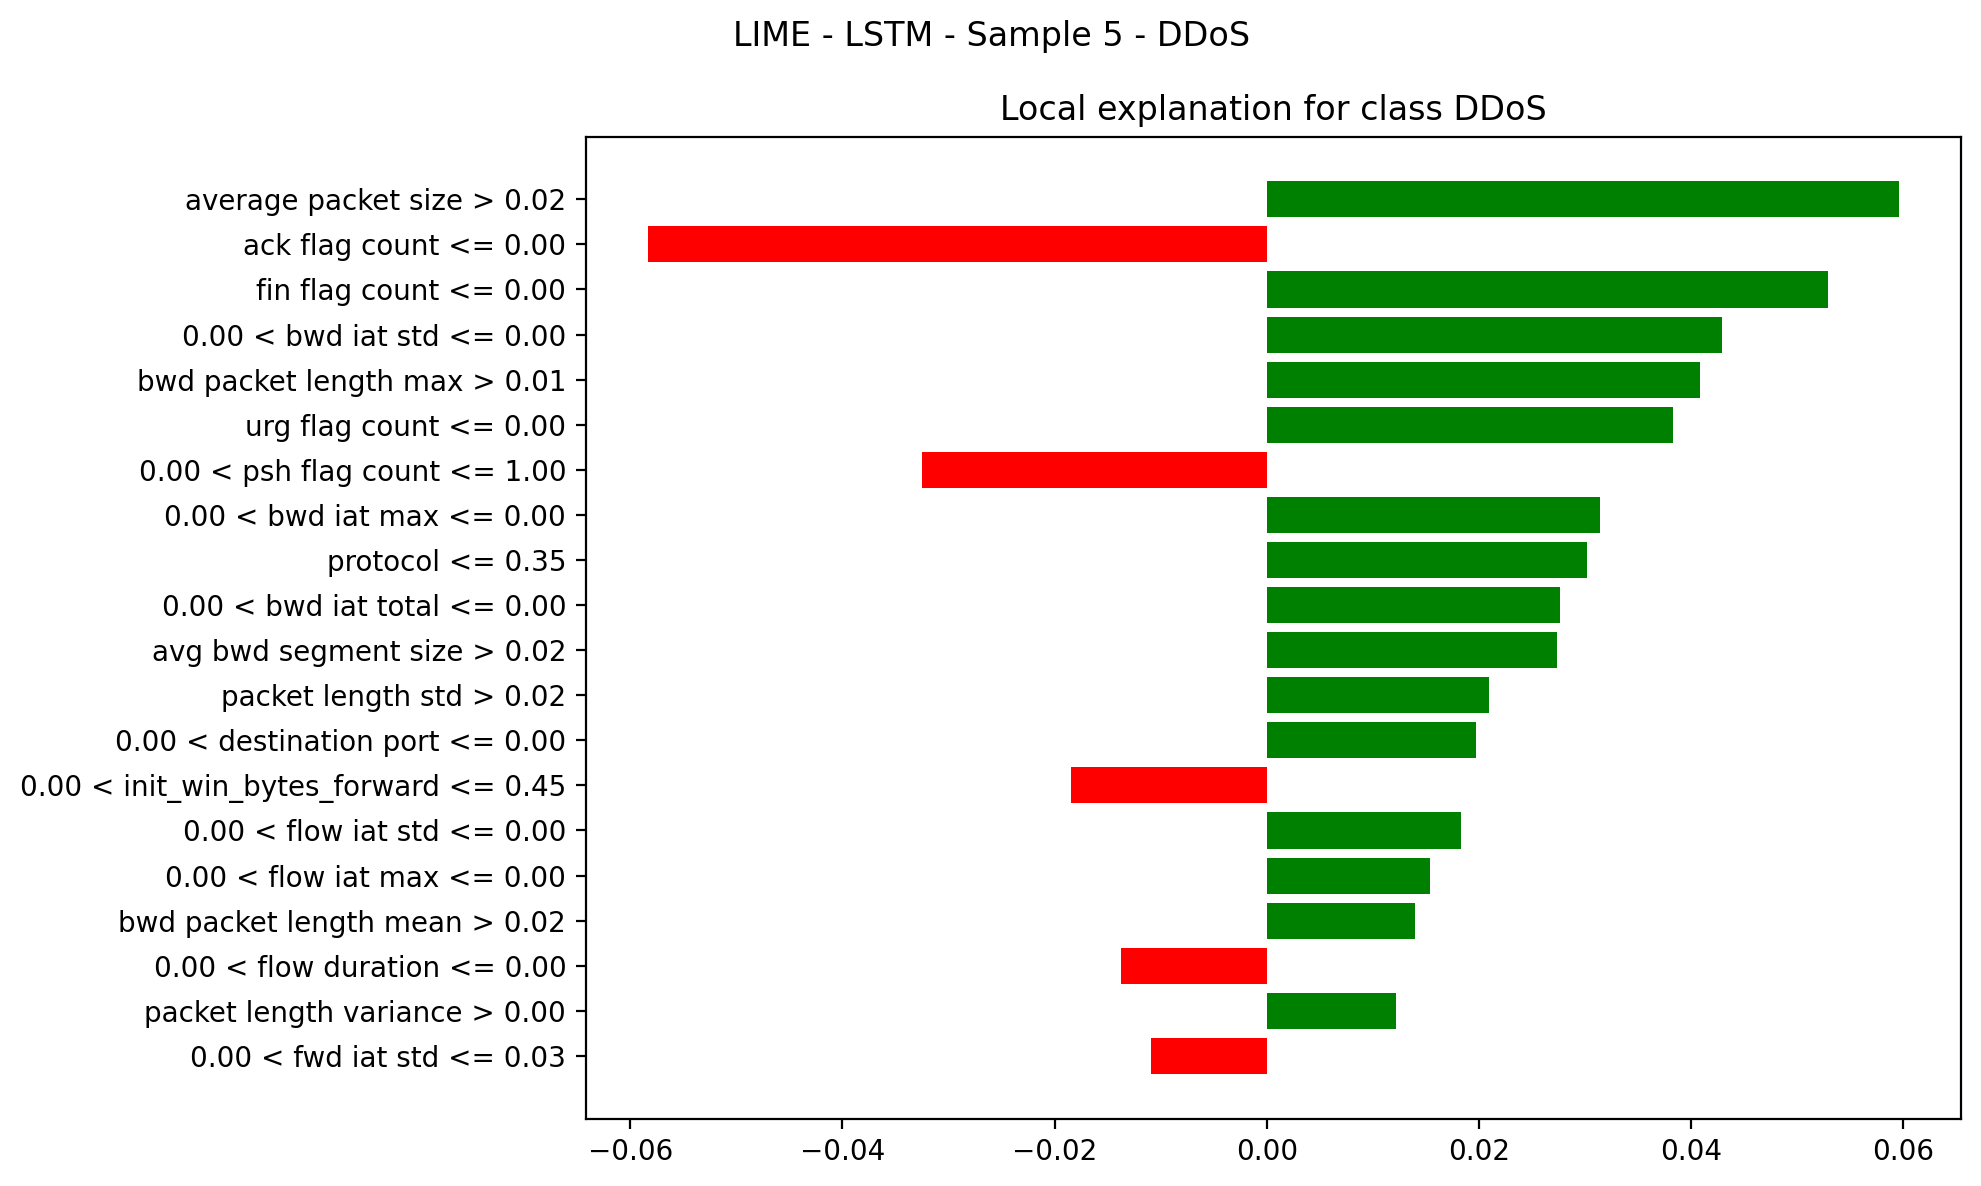 LIME - LSTM - Sample 5 - DDoS
Local explanation for class DDoS
average packet size > 0.02
ack flag count <= 0.00
fin flag count <= 0.00
0.00 < bwd iat std <= 0.00
bwd packet length max > 0.01
urg flag count <= 0.00
0.00 < psh flag count <= 1.00
0.00 < bwd iat max <= 0.00
protocol <= 0.35
0.00 < bwd iat total <= 0.00
avg bwd segment size > 0.02
packet length std > 0.02
0.00 < destination port <= 0.00
0.00 < init_win_bytes_forward <= 0.45
0.00 < flow iat std <= 0.00
0.00 < flow iat max <= 0.00
bwd packet length mean > 0.02
0.00 < flow duration <= 0.00
packet length variance > 0.00
0.00 < fwd iat std <= 0.03
−0.06 −0.04 −0.02 0.00 0.02 0.04 0.06